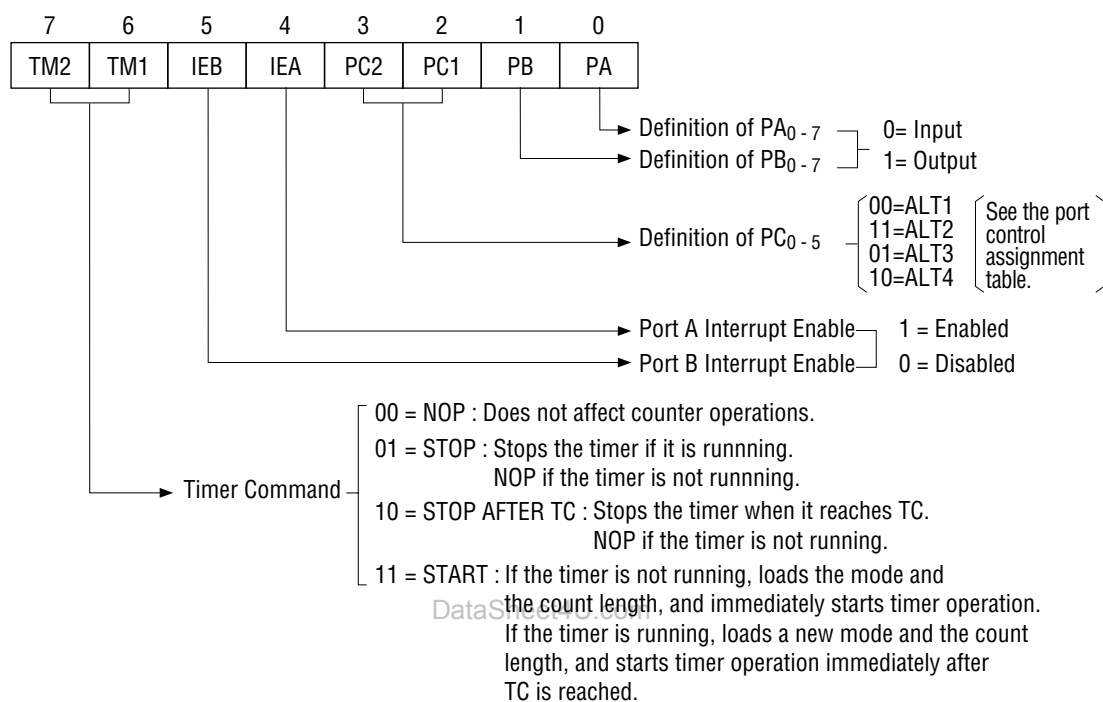 7 6 5 4 3 2 1 0
TM2 TM1 IEB IEA PC2 PC1 PB PA
Definition of PA0 - 7
0= Input
Definition of PB0 - 7
1= Output
Definition of PC0 - 5
00=ALT1
11=ALT2
01=ALT3
10=ALT4
See the port
control
assignment
table.
Port A Interrupt Enable
1 = Enabled
Port B Interrupt Enable
0 = Disabled
Timer Command
00 = NOP : Does not affect counter operations.
01 = STOP : Stops the timer if it is runnning.
NOP if the timer is not runnning.
10 = STOP AFTER TC : Stops the timer when it reaches TC.
NOP if the timer is not running.
11 = START : If the timer is not running, loads the mode and
the count length, and immediately starts timer operation.
DataSheet4U.com
If the timer is running, loads a new mode and the count
length, and starts timer operation immediately after
TC is reached.